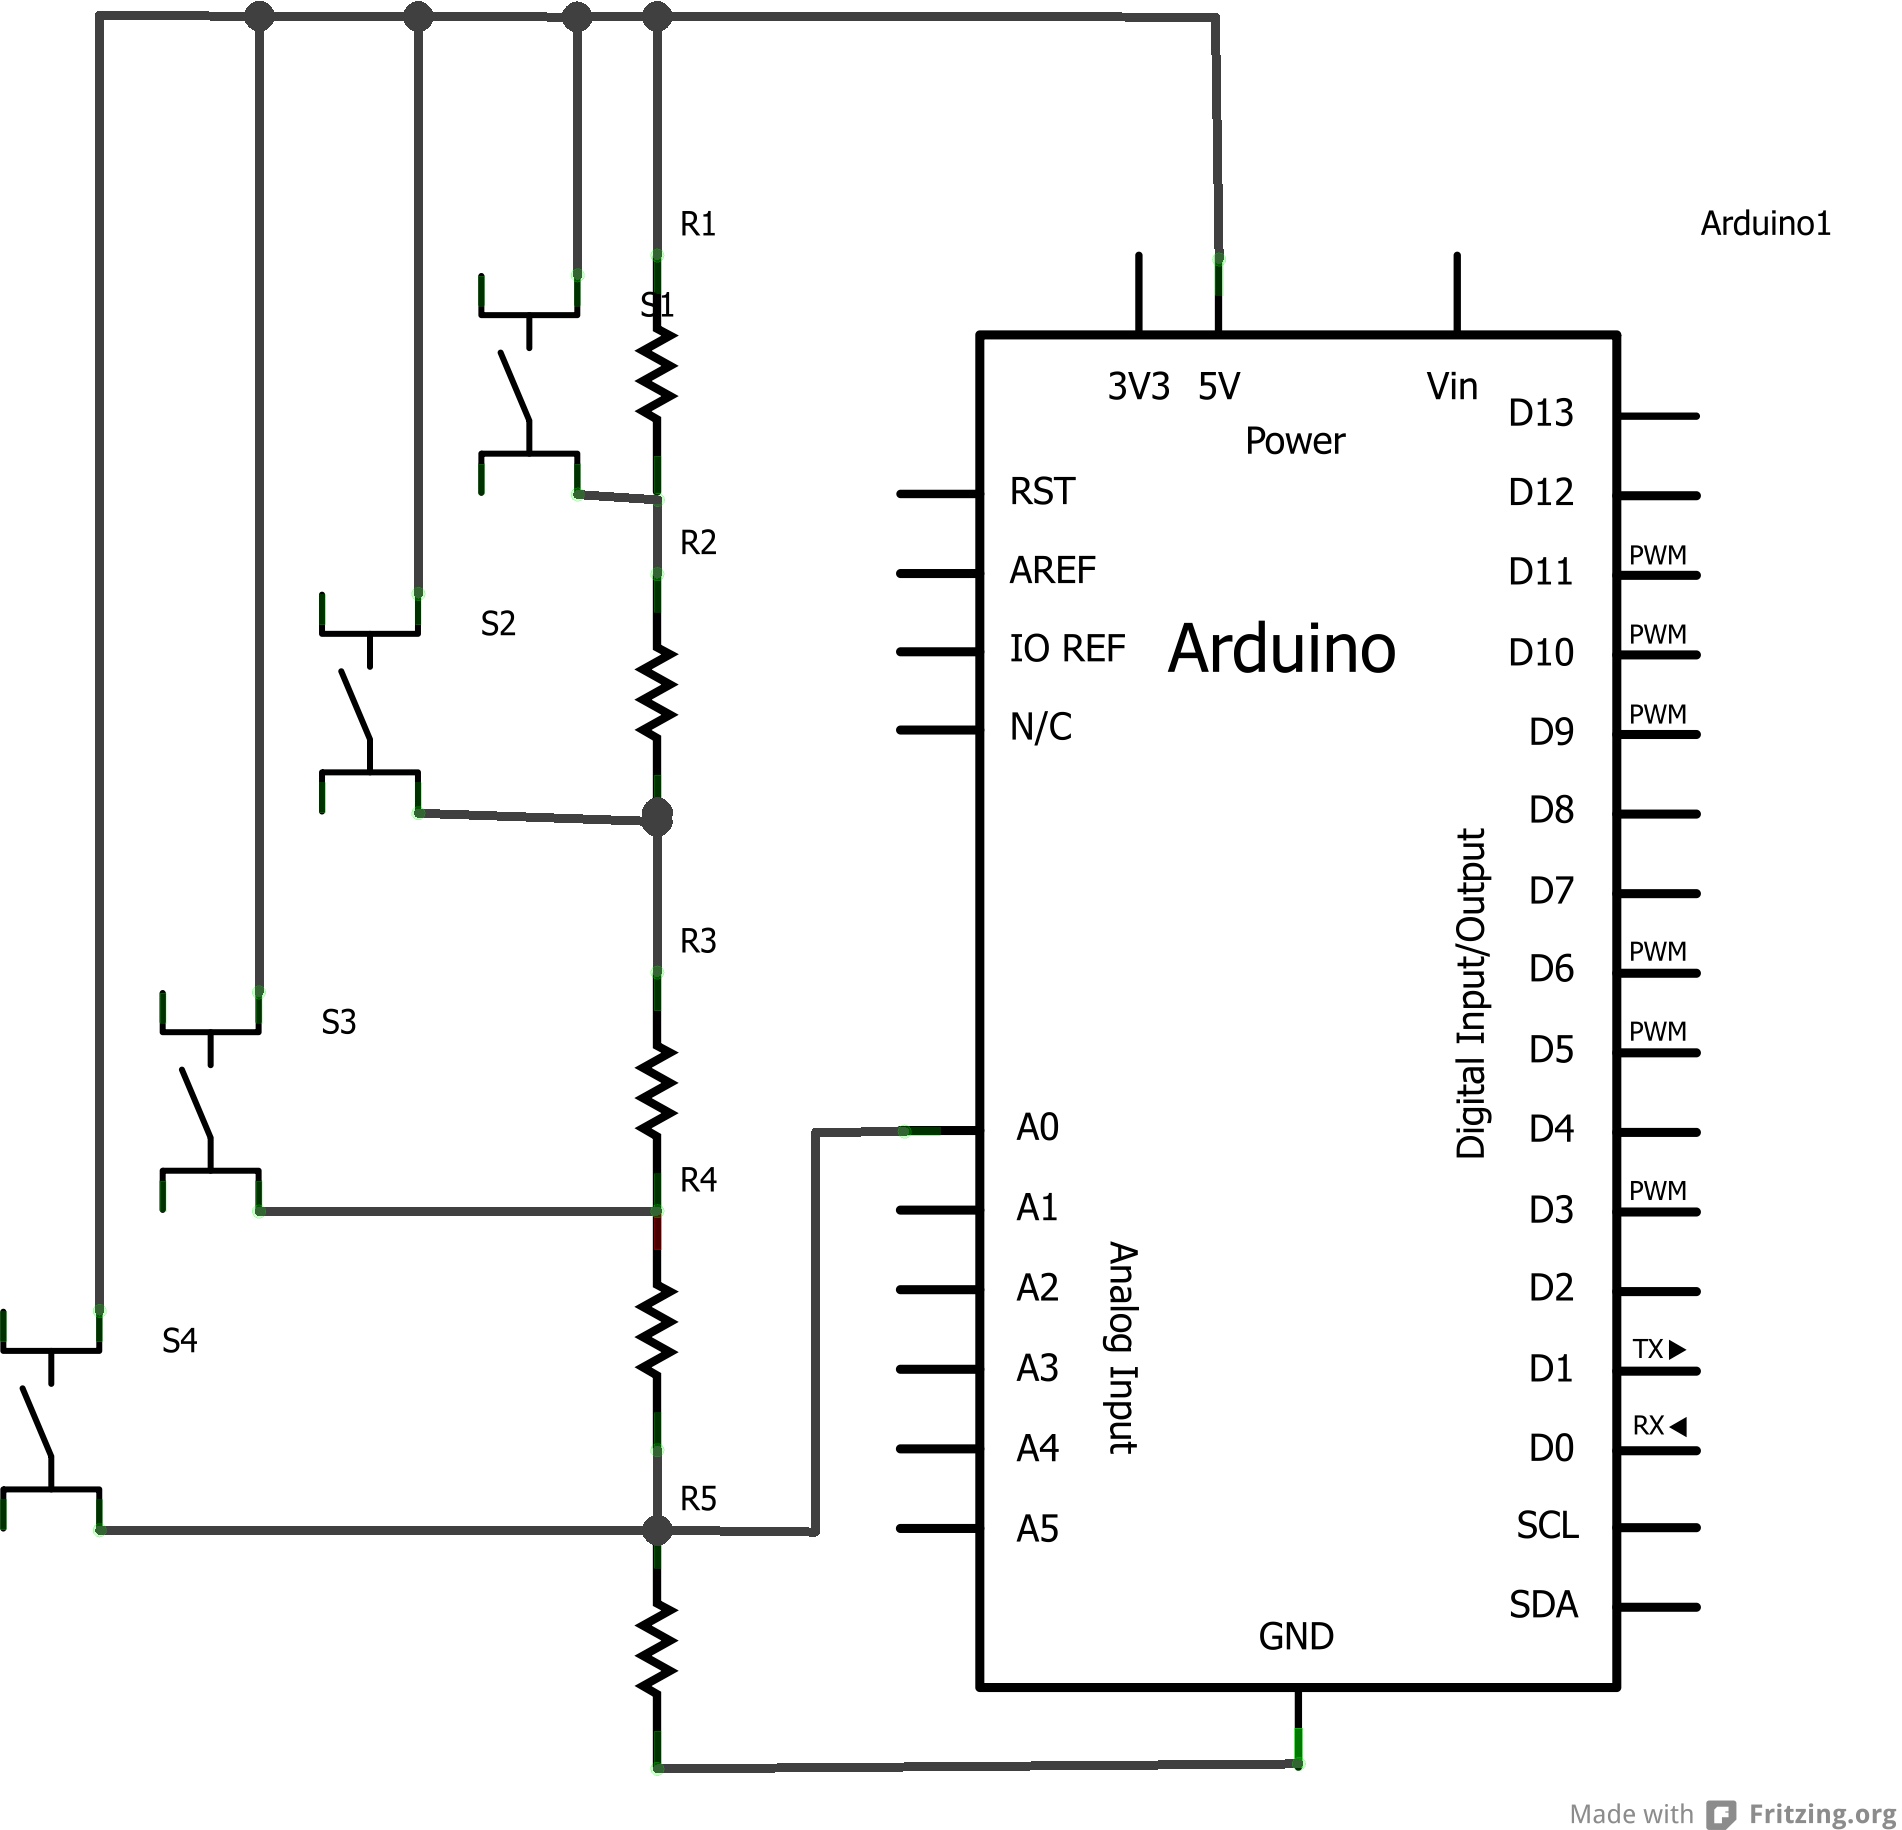 R1
S1
R2
S2
R3
S3
R4
S4
R5
Arduino1
3V3 5V Vin
Power
RST
AREF
IO REF
N/C
Arduino
A0
A1
A2
A3
A4
A5
Analog Input
Digital Input/Output
D13
D12
D11 PWM
D10 PWM
D9 PWM
D8
D7
D6 PWM
D5 PWM
D4
D3 PWM
D2
D1 TX▶
D0 RX◀
SCL
SDA
GND
Made with Fritzing.org